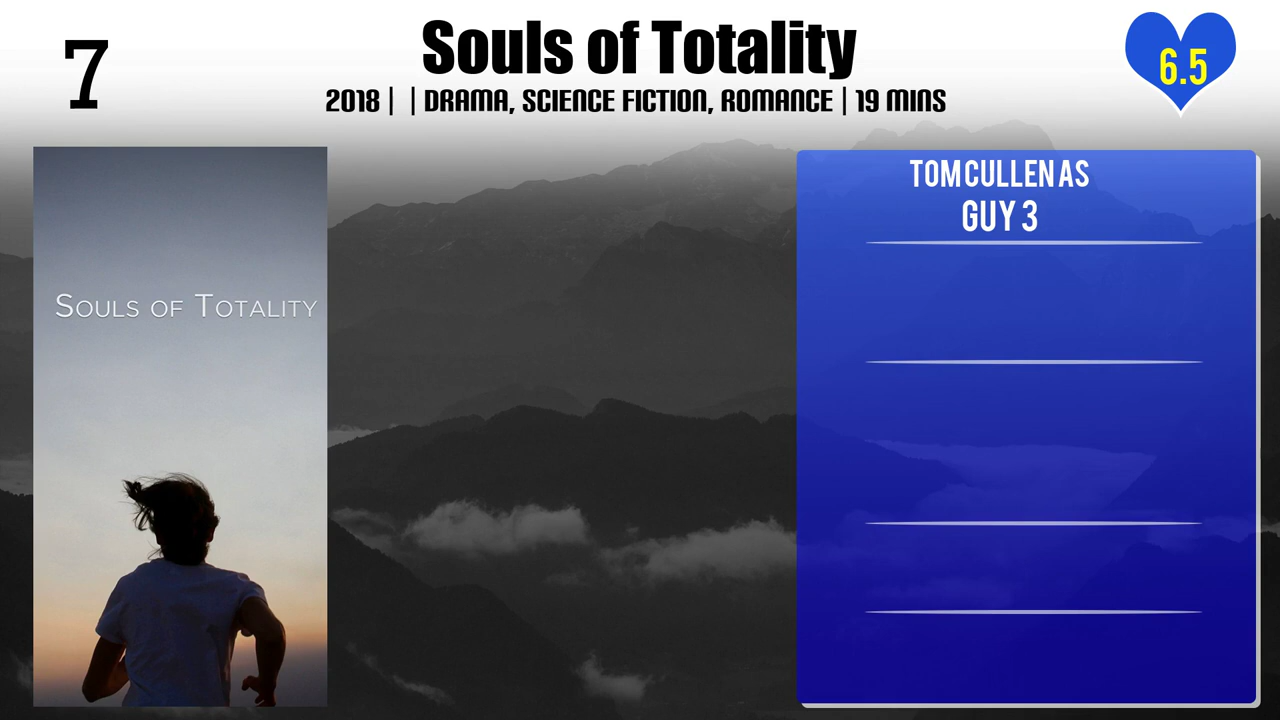 7
Souls of Totality
2018 | | DRAMA, SCIENCE FICTION, ROMANCE | 19 MINS
6.5
Souls of Totality
TOM CULLEN AS
GUY 3